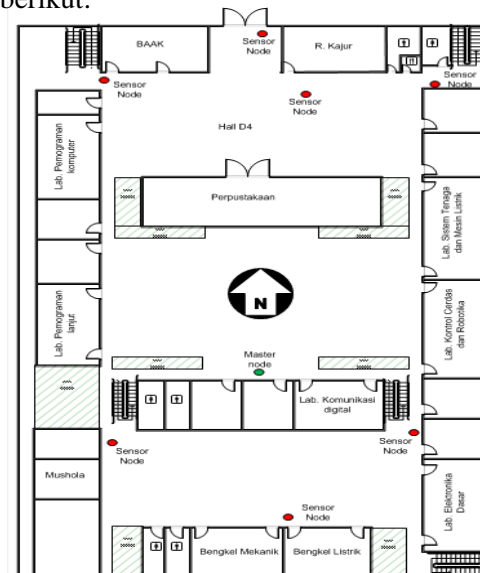 berikut:
BAAK
Sensor
Node
R. Kajur
Sensor
Node
Sensor
Node
Sensor
Node
Hall D4
Lab. Pemograman
komputer
Perpustakaan
Lab. Sistem Tenaga
dan Mesin Listrik
N
Lab. Pemograman
lanjut
Lab. Kontrol Cerdas
dan Robotika
Master
node
Lab. Komunikasi
digital
Sensor
Node
Sensor
Node
Mushola
Lab. Elektronika
Dasar
Sensor
Node
Bengkel Mekanik
Bengkel Listrik